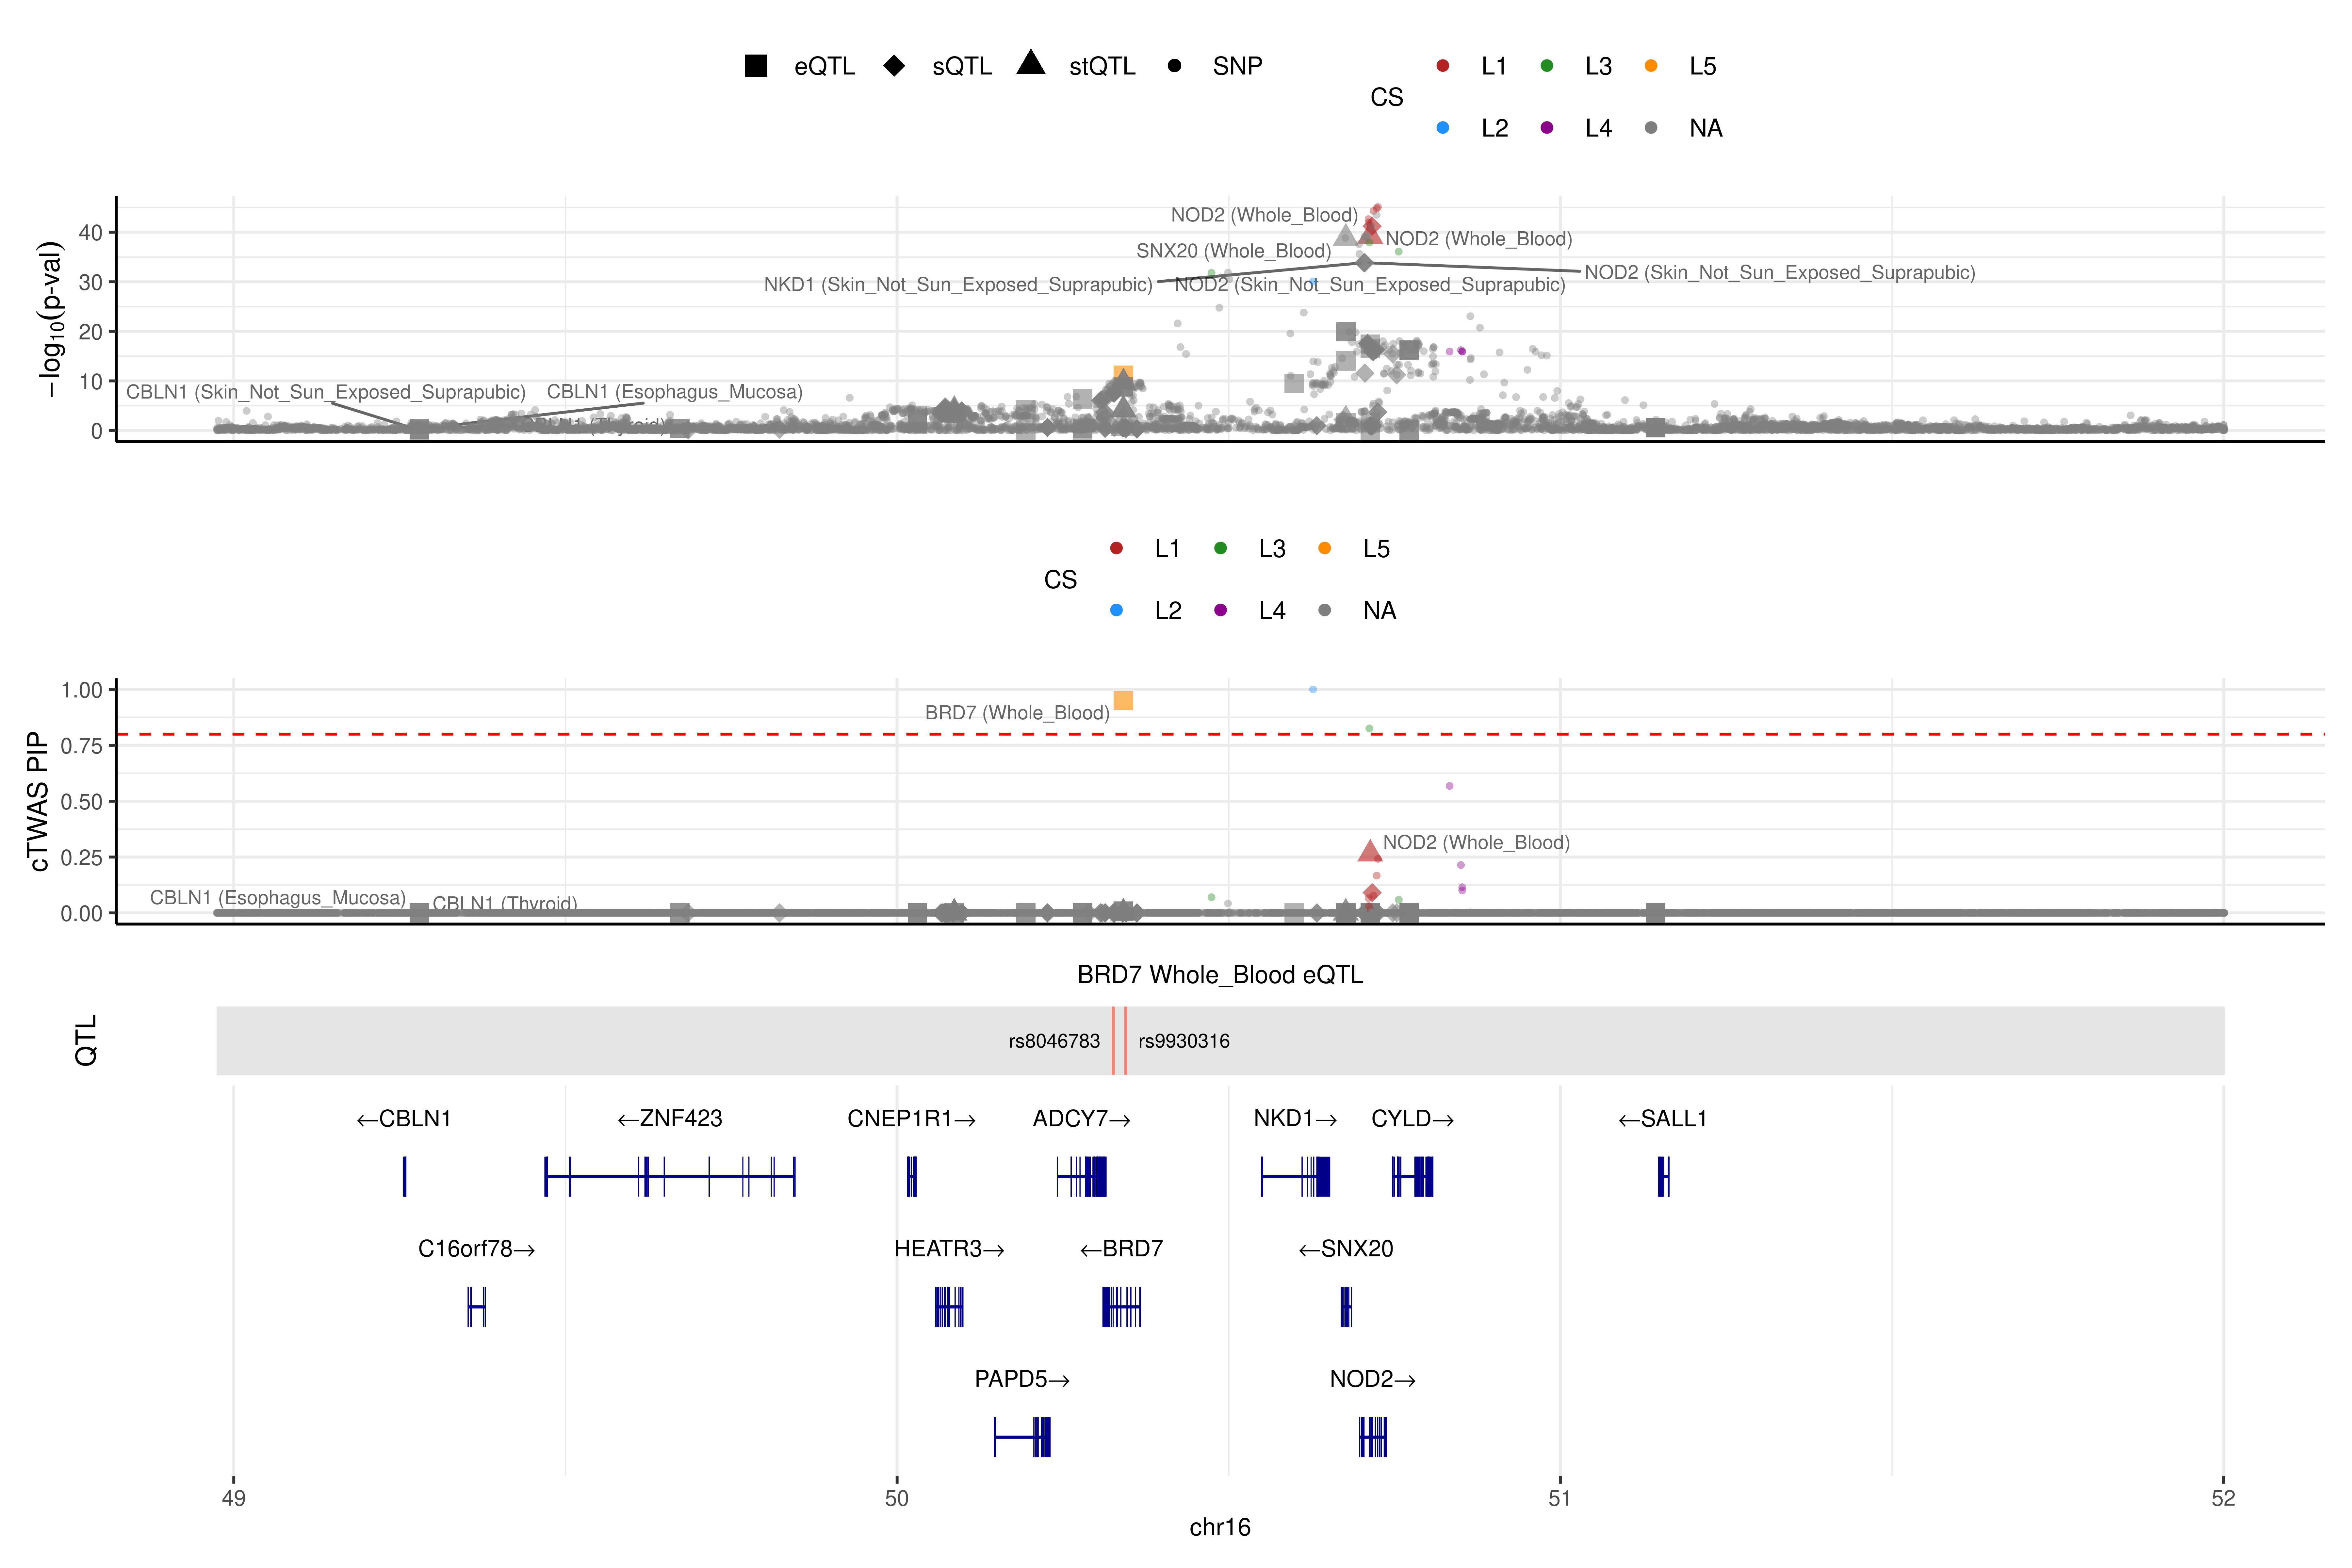 eQTL sQTL stQTL SNP
CS
L1 L3 L5
L2 L4 NA
−log10(p-val)
40
30
20
10
0
NOD2 (Whole_Blood)
NOD2 (Whole_Blood)
SNX20 (Whole_Blood)
NKD1 (Skin_Not_Sun_Exposed_Suprapubic)
NOD2 (Skin_Not_Sun_Exposed_Suprapubic)
NOD2 (Skin_Not_Sun_Exposed_Suprapubic)
CBLN1 (Skin_Not_Sun_Exposed_Suprapubic)
CBLN1 (Esophagus_Mucosa)
CBLN1 (Thyroid)
CS
L1 L3 L5
L2 L4 NA
cTWAS PIP
1.00
0.75
0.50
0.25
0.00
BRD7 (Whole_Blood)
NOD2 (Whole_Blood)
CBLN1 (Esophagus_Mucosa)
CBLN1 (Thyroid)
BRD7 Whole_Blood eQTL
QTL
rs8046783
rs9930316
←CBLN1 ←ZNF423 CNEP1R1→ ADCY7→ NKD1→ CYLD→ ←SALL1
C16orf78→ HEATR3→ ←BRD7 ←SNX20
PAPD5→ NOD2→
49 50 51 52
chr16